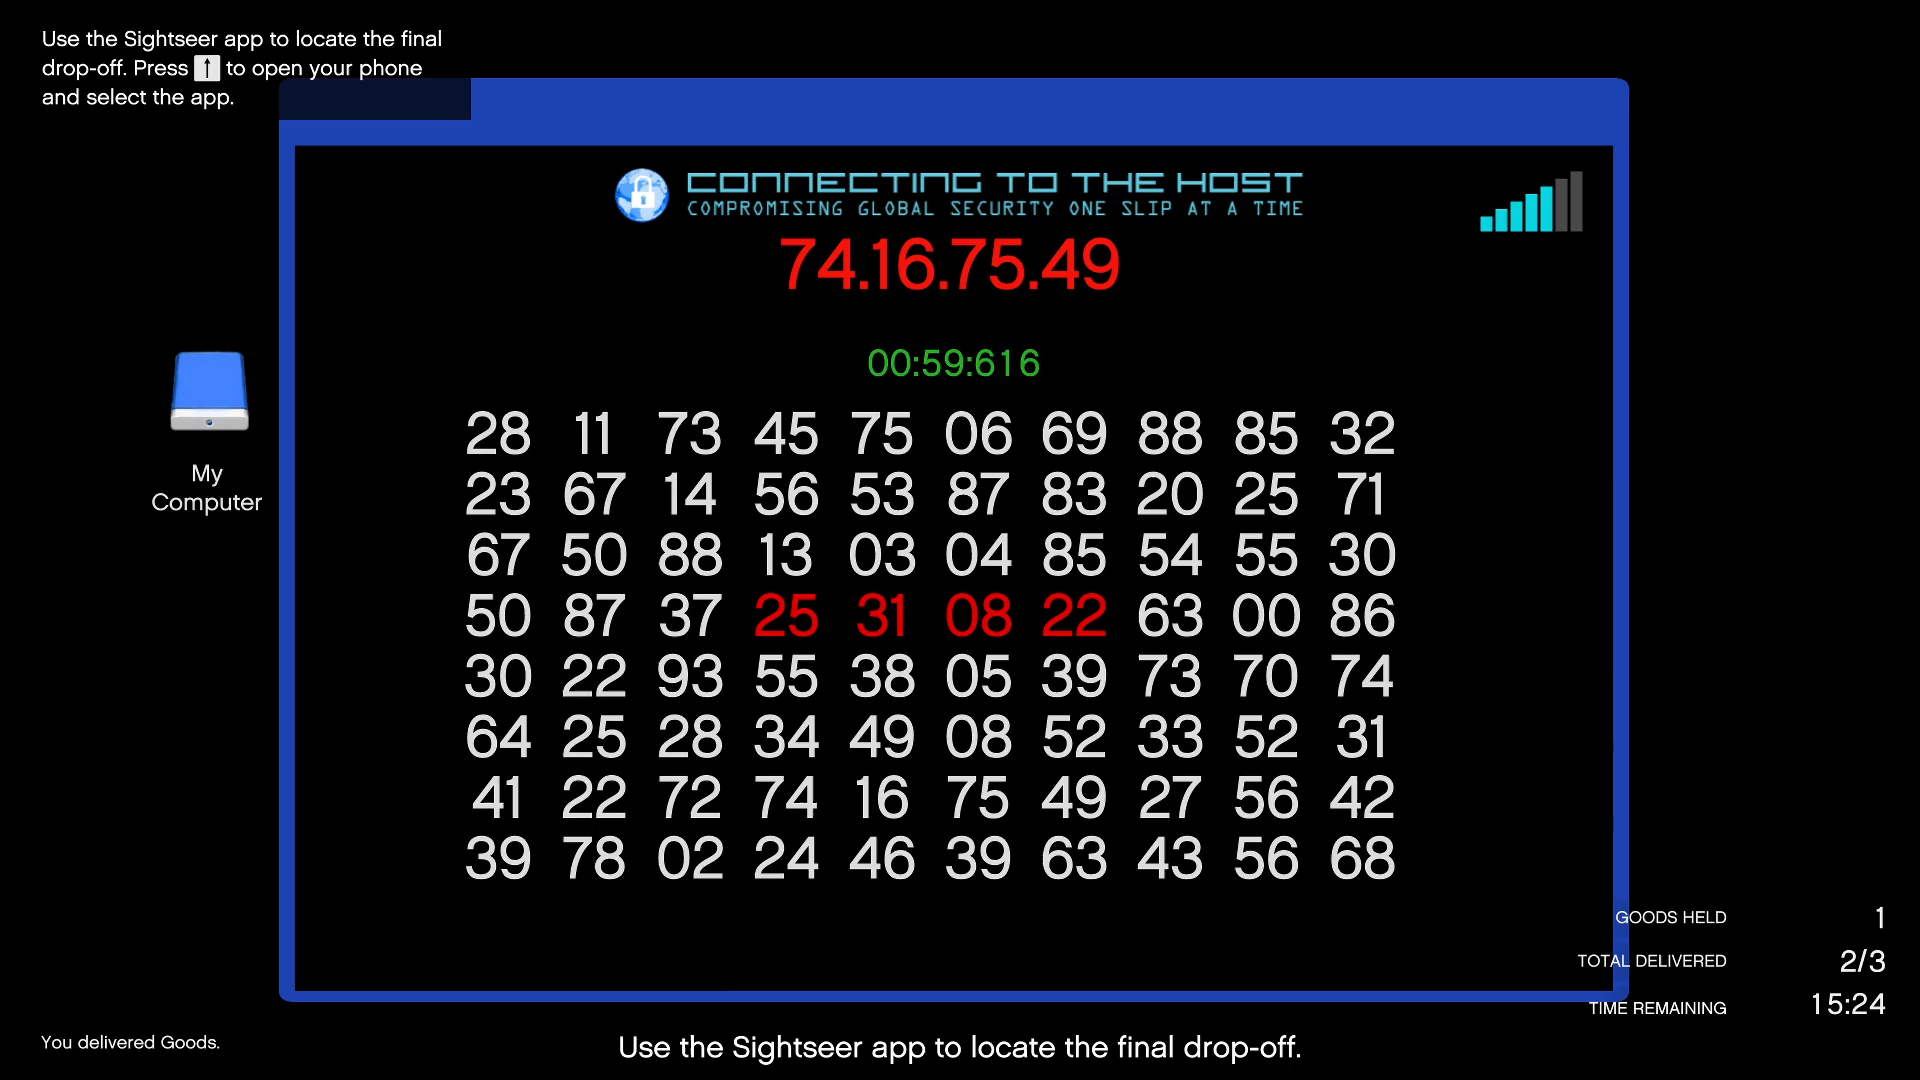 Use the Sightseer app to locate the final
drop-off. Press ↑ to open your phone
and select the app.
CONNECTING TO THE HOST
COMPROMISING GLOBAL SECURITY ONE SLIP AT A TIME
74.16.75.49
00:59:616
28 11 73 45 75 06 69 88 85 32
23 67 14 56 53 87 83 20 25 71
67 50 88 13 03 04 85 54 55 30
50 87 37 25 31 08 22 63 00 86
30 22 93 55 38 05 39 73 70 74
64 25 28 34 49 08 52 33 52 31
41 22 72 74 16 75 49 27 56 42
39 78 02 24 46 39 63 43 56 68
My
Computer
GOODS HELD 1
TOTAL DELIVERED 2/3
TIME REMAINING 15:24
You delivered Goods.
Use the Sightseer app to locate the final drop-off.